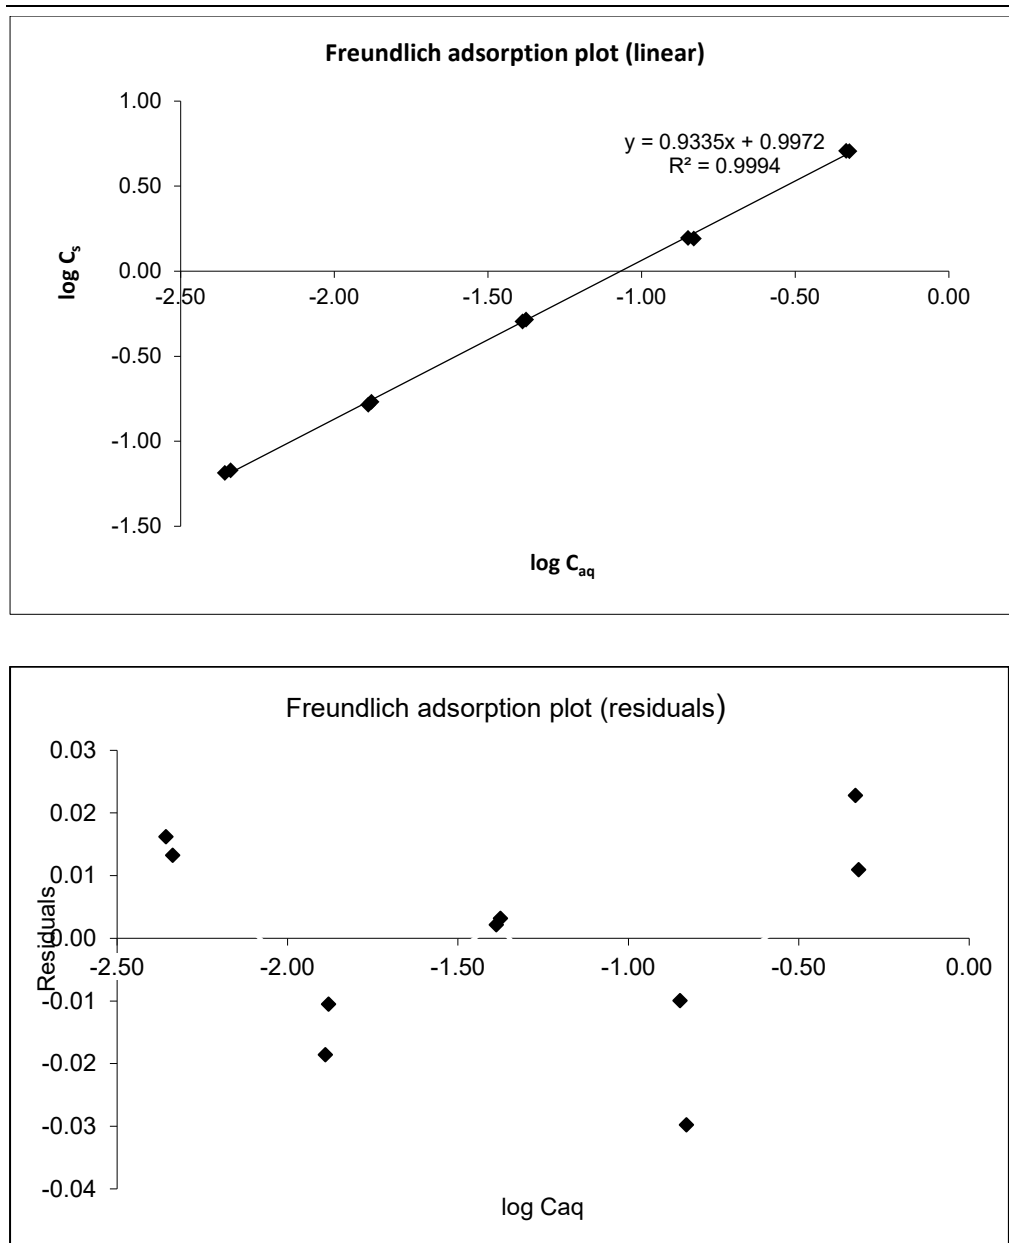 Freundlich adsorption plot (linear)
1.00
y = 0.9335x + 0.9972
R² = 0.9994
0.50
0.00
-2.50 -2.00 -1.50 -1.00 -0.50 0.00
-0.50
-1.00
-1.50
log Cs
log Caq
Freundlich adsorption plot (residuals)
0.03
0.02
0.01
0.00
-2.50 -2.00 -1.50 -1.00 -0.50 0.00
-0.01
-0.02
-0.03
-0.04
Residuals
log Caq